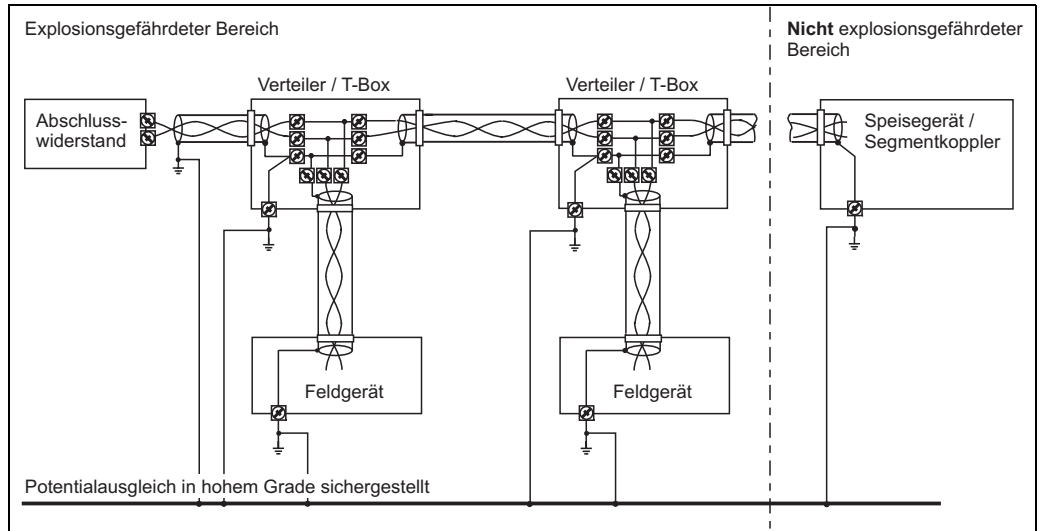 Explosionsgefährdeter Bereich
Nicht explosionsgefährdeter
Bereich
Verteiler / T-Box
Verteiler / T-Box
Abschluss-
widerstand
Speisegerät /
Segmentkoppler
Feldgerät
Feldgerät
Potentialausgleich in hohem Grade sichergestellt